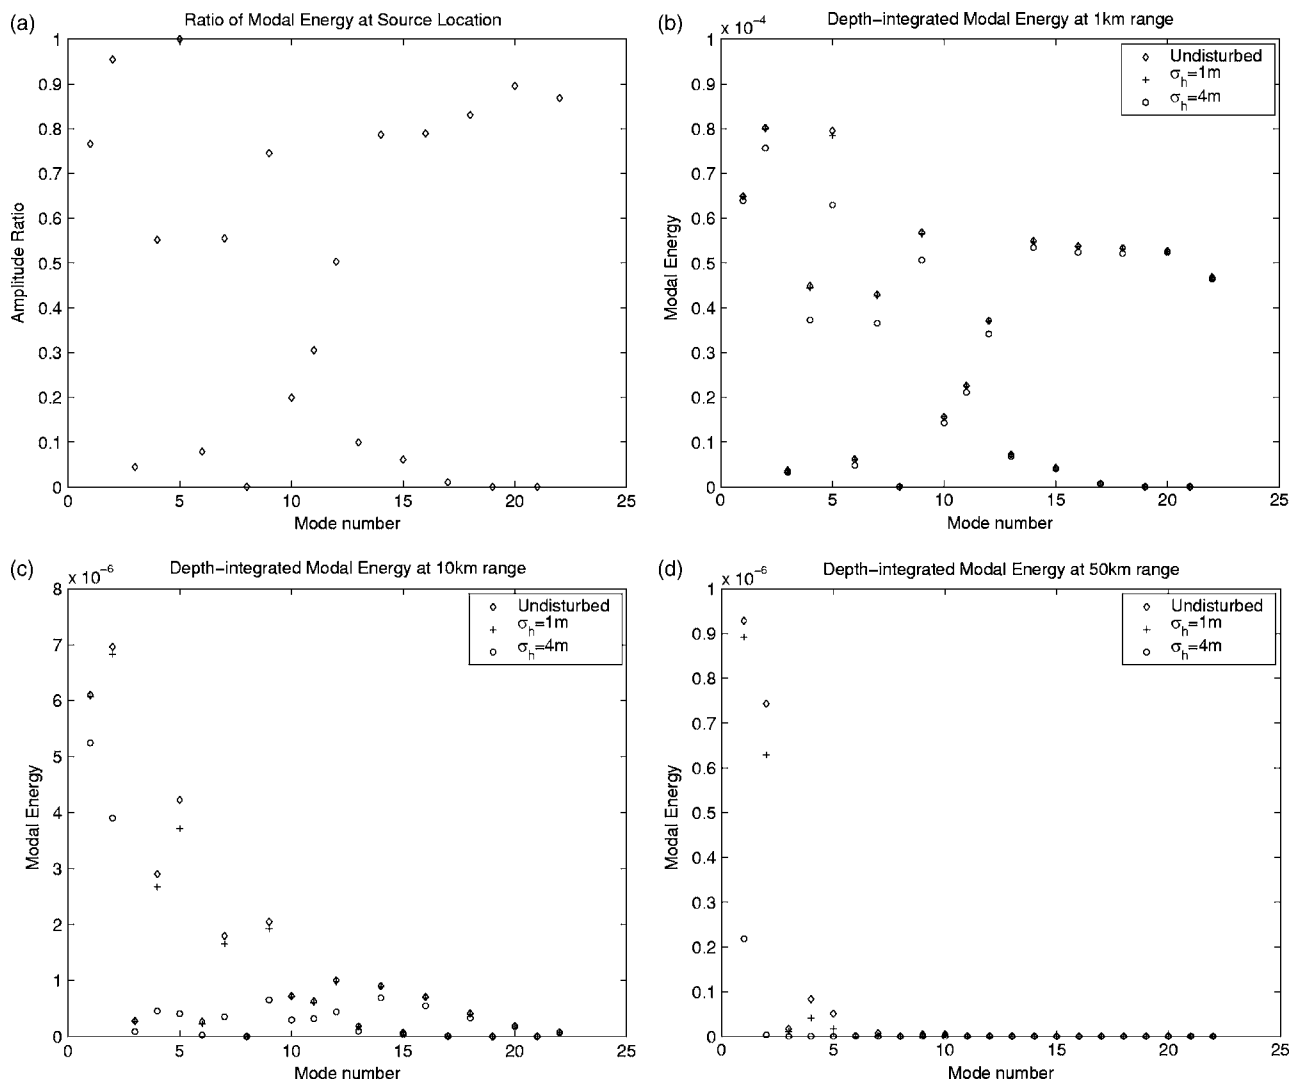 (a)
Ratio of Modal Energy at Source Location
1
0.9
0.8
0.7
0.6
0.5
0.4
0.3
0.2
0.1
0
Amplitude Ratio
0 5 10 15 20 25
Mode number
(b)
Depth-integrated Modal Energy at 1km range
x 10⁻⁴
1
0.9
0.8
0.7
0.6
0.5
0.4
0.3
0.2
0.1
0
Modal Energy
Undisturbed
σ_h=1m
σ_h=4m
0 5 10 15 20 25
Mode number
(c)
Depth-integrated Modal Energy at 10km range
x 10⁻⁶
8
7
6
5
4
3
2
1
0
Modal Energy
Undisturbed
σ_h=1m
σ_h=4m
0 5 10 15 20 25
Mode number
(d)
Depth-integrated Modal Energy at 50km range
x 10⁻⁶
1
0.9
0.8
0.7
0.6
0.5
0.4
0.3
0.2
0.1
0
Modal Energy
Undisturbed
σ_h=1m
σ_h=4m
0 5 10 15 20 25
Mode number